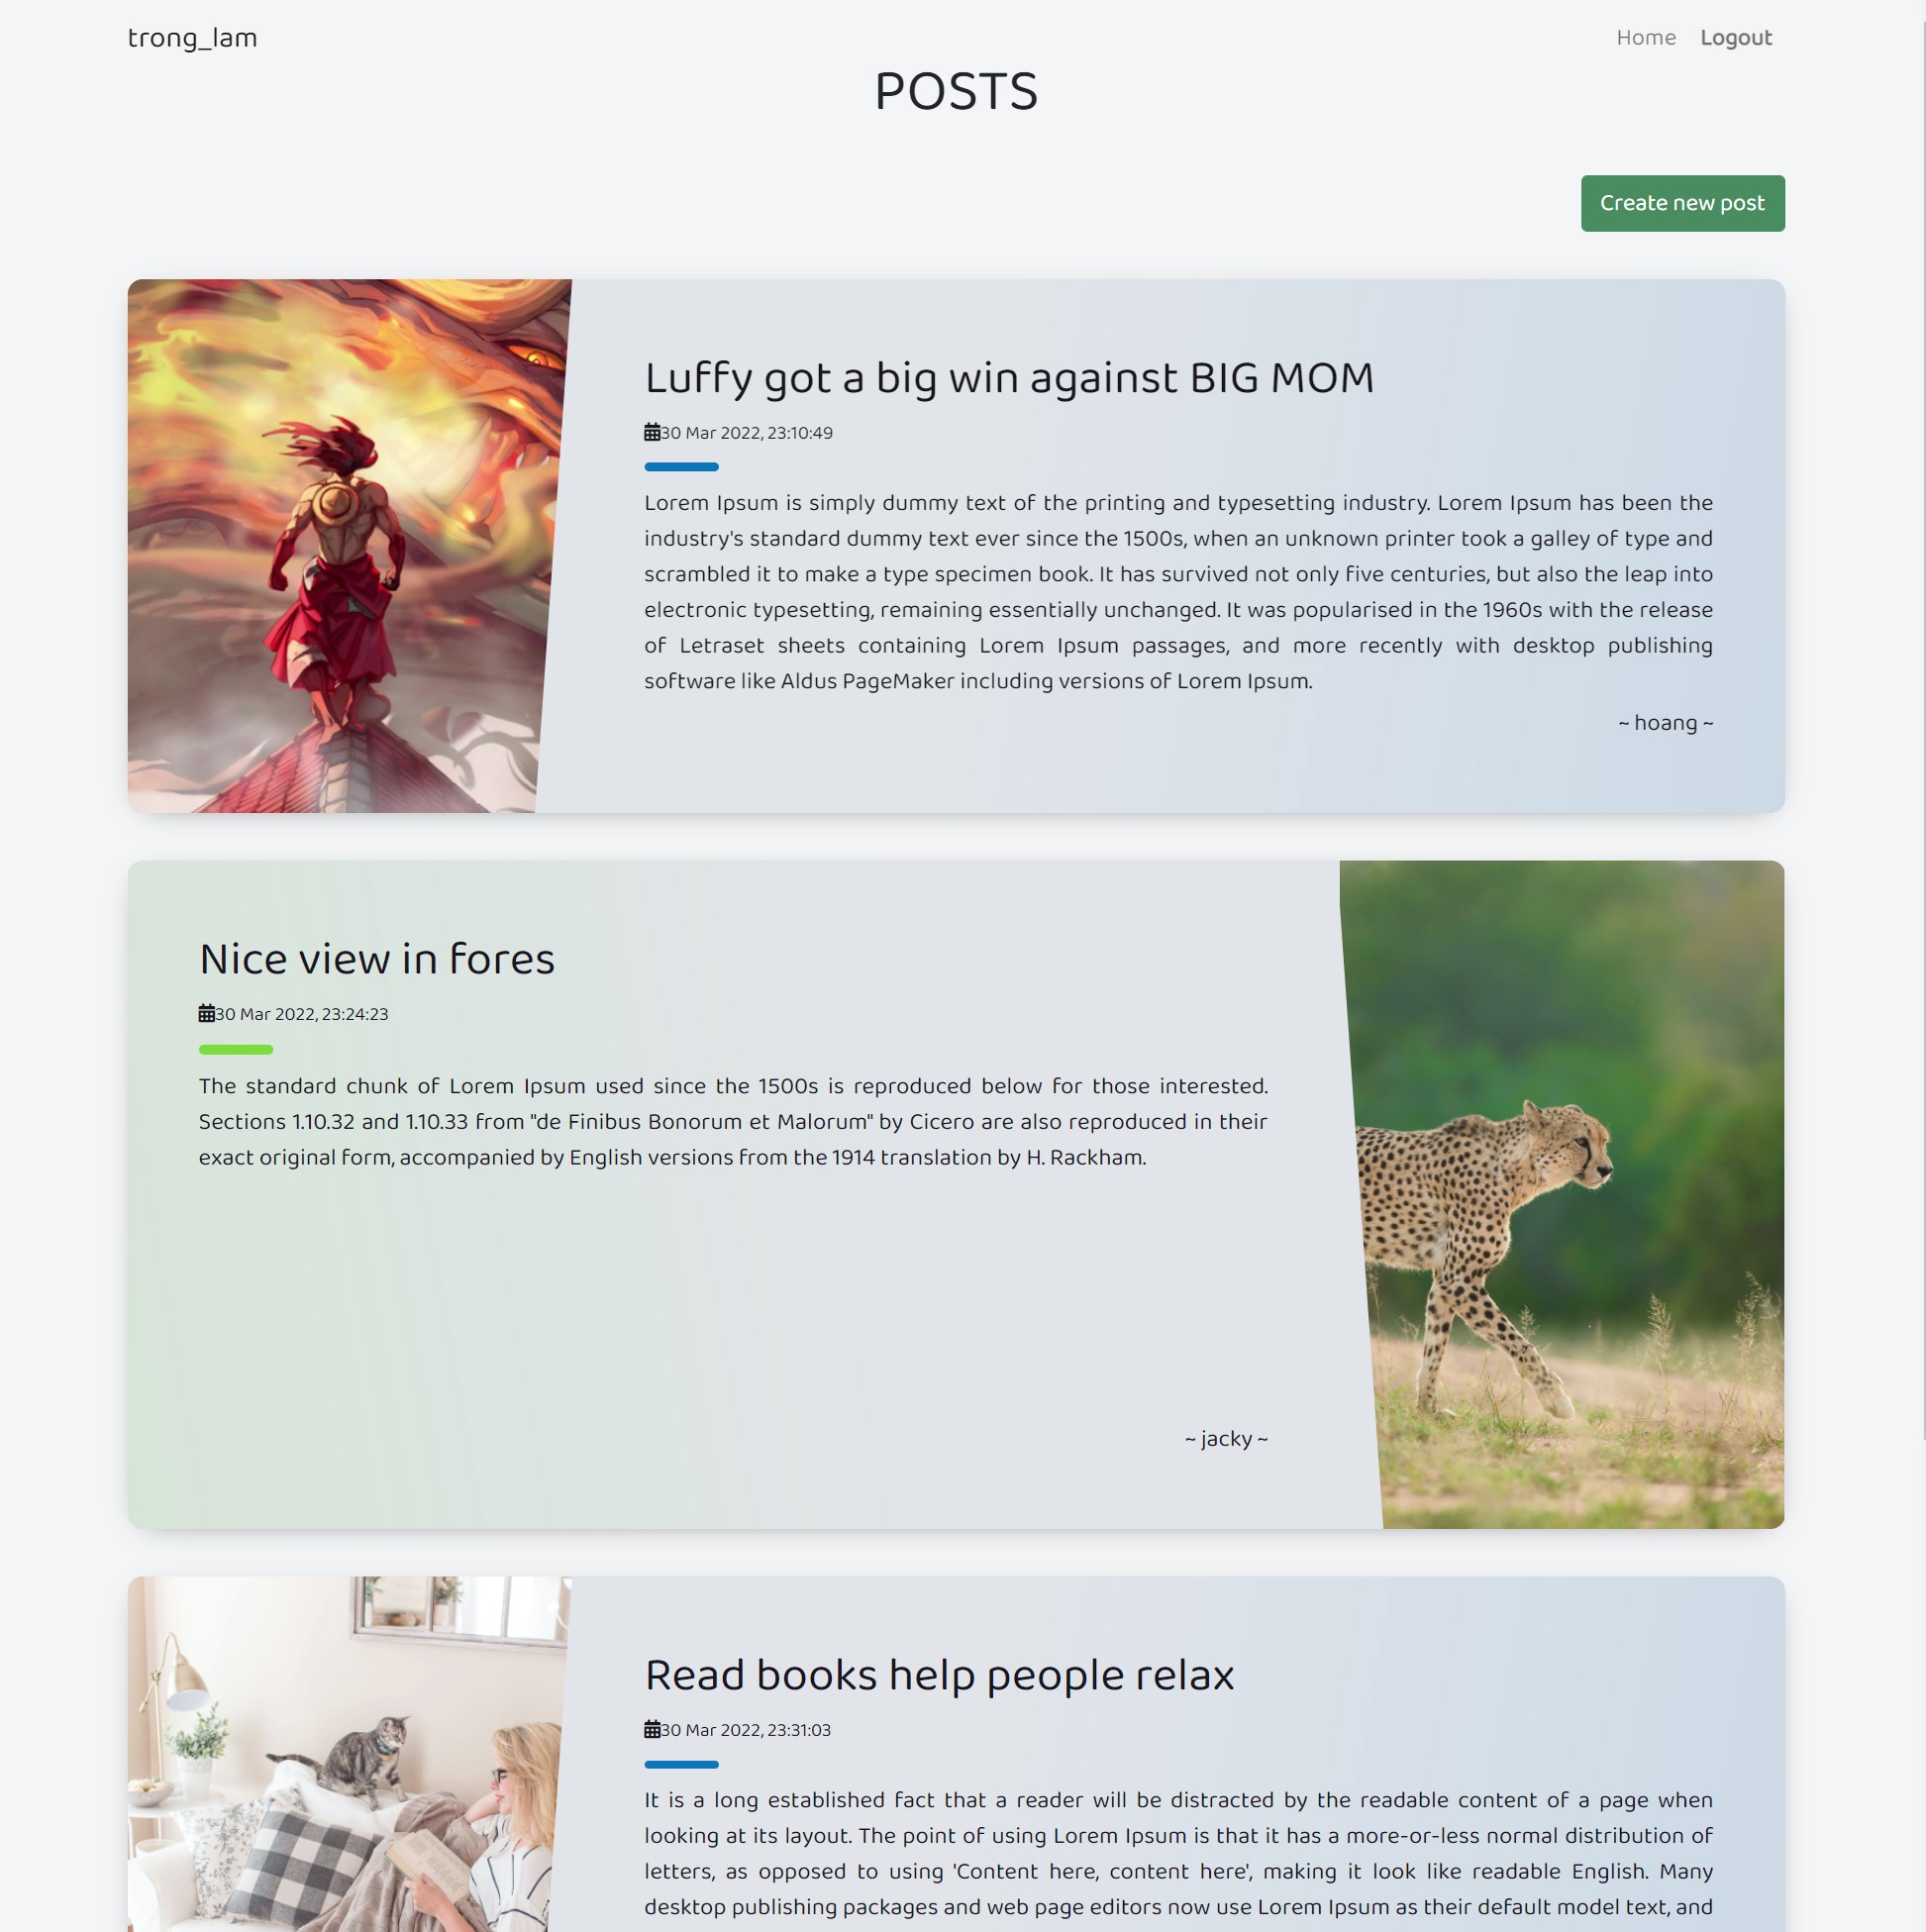 trong_lam
Home
Logout
POSTS
Create new post
Luffy got a big win against BIG MOM
30 Mar 2022, 23:10:49
Lorem Ipsum is simply dummy text of the printing and typesetting industry. Lorem Ipsum has been the
industry's standard dummy text ever since the 1500s, when an unknown printer took a galley of type and
scrambled it to make a type specimen book. It has survived not only five centuries, but also the leap into
electronic typesetting, remaining essentially unchanged. It was popularised in the 1960s with the release
of Letraset sheets containing Lorem Ipsum passages, and more recently with desktop publishing
software like Aldus PageMaker including versions of Lorem Ipsum.
~ hoang ~
Nice view in fores
30 Mar 2022, 23:24:23
The standard chunk of Lorem Ipsum used since the 1500s is reproduced below for those interested.
Sections 1.10.32 and 1.10.33 from "de Finibus Bonorum et Malorum" by Cicero are also reproduced in their
exact original form, accompanied by English versions from the 1914 translation by H. Rackham.
~ jacky ~
Read books help people relax
30 Mar 2022, 23:31:03
It is a long established fact that a reader will be distracted by the readable content of a page when
looking at its layout. The point of using Lorem Ipsum is that it has a more-or-less normal distribution of
letters, as opposed to using 'Content here, content here', making it look like readable English. Many
desktop publishing packages and web page editors now use Lorem Ipsum as their default model text, and